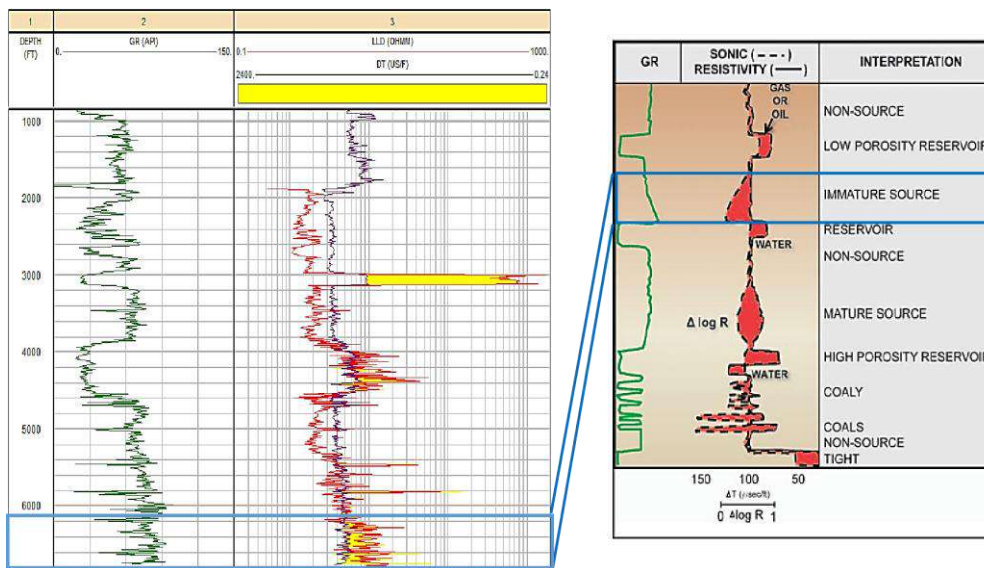 1 2 3
DEPTH (FT) GR (API) LLD (OHMM)
0. 150. 0.1 1000.
DT (US/F)
2400. 0.24
1000
2000
3000
4000
5000
6000
GR SONIC (- - -) RESISTIVITY (—) INTERPRETATION
GAS OR OIL
NON-SOURCE
LOW POROSITY RESERVOIR
IMMATURE SOURCE
RESERVOIR
WATER
NON-SOURCE
MATURE SOURCE
Δ log R
HIGH POROSITY RESERVOIR
WATER
COALY
COALS
NON-SOURCE
TIGHT
150 100 50
ΔT (μsec/ft)
0 Δlog R 1